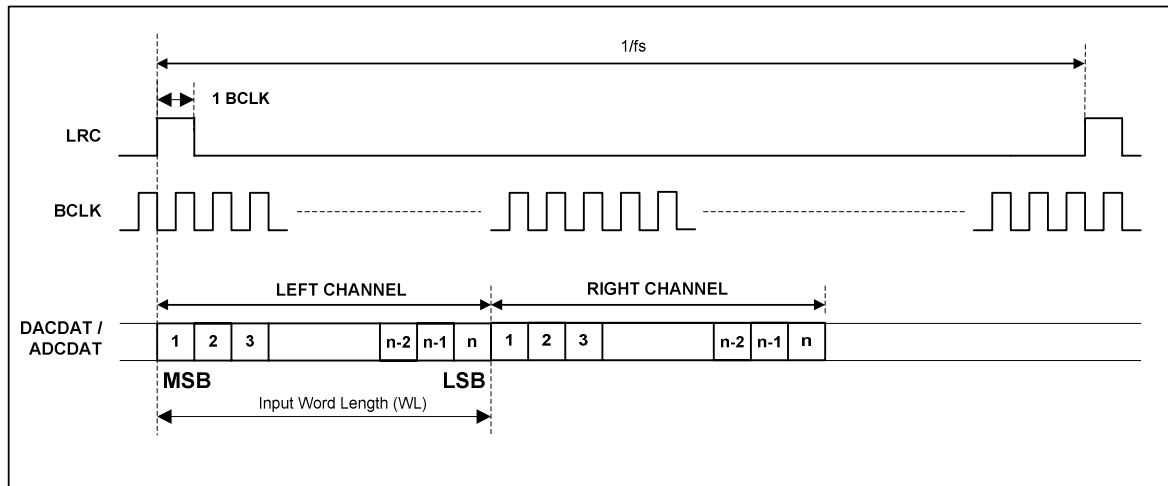 1/fs
1 BCLK
LRC
BCLK
LEFT CHANNEL
RIGHT CHANNEL
DACDAT /
ADCDAT
1 2 3 n-2 n-1 n 1 2 3 n-2 n-1 n
MSB LSB
Input Word Length (WL)